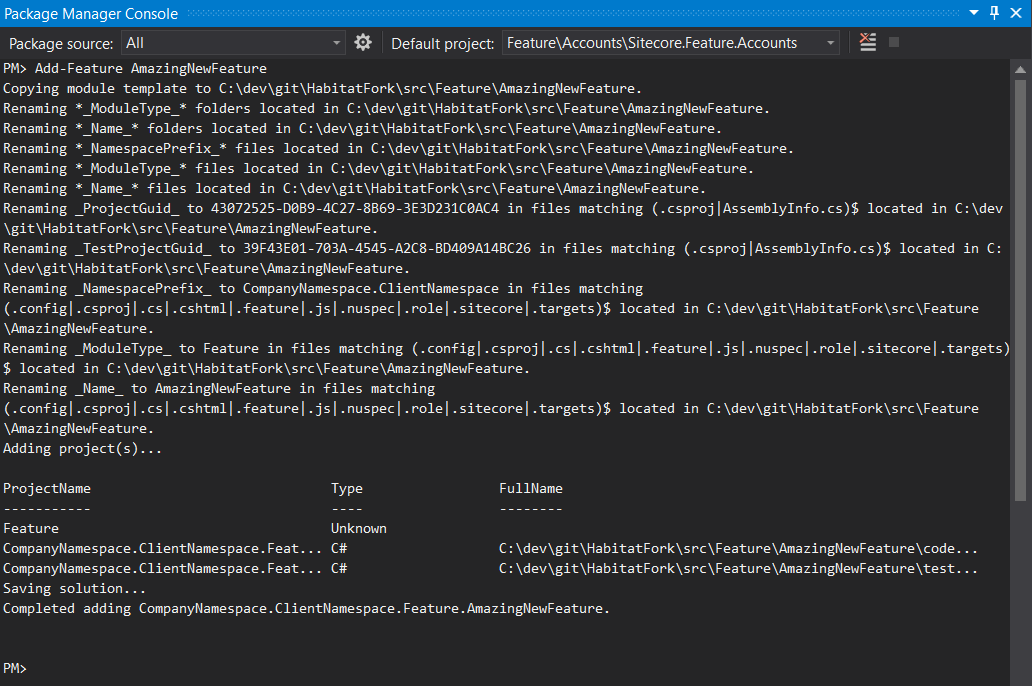 Package Manager Console
Package source: All Default project: Feature\Accounts\Sitecore.Feature.Accounts
PM> Add-Feature AmazingNewFeature
Copying module template to C:\dev\git\HabitatFork\src\Feature\AmazingNewFeature.
Renaming *_ModuleType_* folders located in C:\dev\git\HabitatFork\src\Feature\AmazingNewFeature.
Renaming *_Name_* folders located in C:\dev\git\HabitatFork\src\Feature\AmazingNewFeature.
Renaming *_NamespacePrefix_* files located in C:\dev\git\HabitatFork\src\Feature\AmazingNewFeature.
Renaming *_ModuleType_* files located in C:\dev\git\HabitatFork\src\Feature\AmazingNewFeature.
Renaming *_Name_* files located in C:\dev\git\HabitatFork\src\Feature\AmazingNewFeature.
Renaming _ProjectGuid_ to 43072525-D0B9-4C27-8B69-3E3D231C0AC4 in files matching (.csproj|AssemblyInfo.cs)$ located in C:\dev
\git\HabitatFork\src\Feature\AmazingNewFeature.
Renaming _TestProjectGuid_ to 39F43E01-703A-4545-A2C8-BD409A14BC26 in files matching (.csproj|AssemblyInfo.cs)$ located in C:
\dev\git\HabitatFork\src\Feature\AmazingNewFeature.
Renaming _NamespacePrefix_ to CompanyNamespace.ClientNamespace in files matching
(.config|.csproj|.cs|.cshtml|.feature|.js|.nuspec|.role|.sitecore|.targets)$ located in C:\dev\git\HabitatFork\src\Feature
\AmazingNewFeature.
Renaming _ModuleType_ to Feature in files matching (.config|.csproj|.cs|.cshtml|.feature|.js|.nuspec|.role|.sitecore|.targets)
$ located in C:\dev\git\HabitatFork\src\Feature\AmazingNewFeature.
Renaming _Name_ to AmazingNewFeature in files matching
(.config|.csproj|.cs|.cshtml|.feature|.js|.nuspec|.role|.sitecore|.targets)$ located in C:\dev\git\HabitatFork\src\Feature
\AmazingNewFeature.
Adding project(s)...
ProjectName Type FullName
----------- ---- --------
Feature Unknown
CompanyNamespace.ClientNamespace.Feat... C# C:\dev\git\HabitatFork\src\Feature\AmazingNewFeature\code...
CompanyNamespace.ClientNamespace.Feat... C# C:\dev\git\HabitatFork\src\Feature\AmazingNewFeature\test...
Saving solution...
Completed adding CompanyNamespace.ClientNamespace.Feature.AmazingNewFeature.
PM>